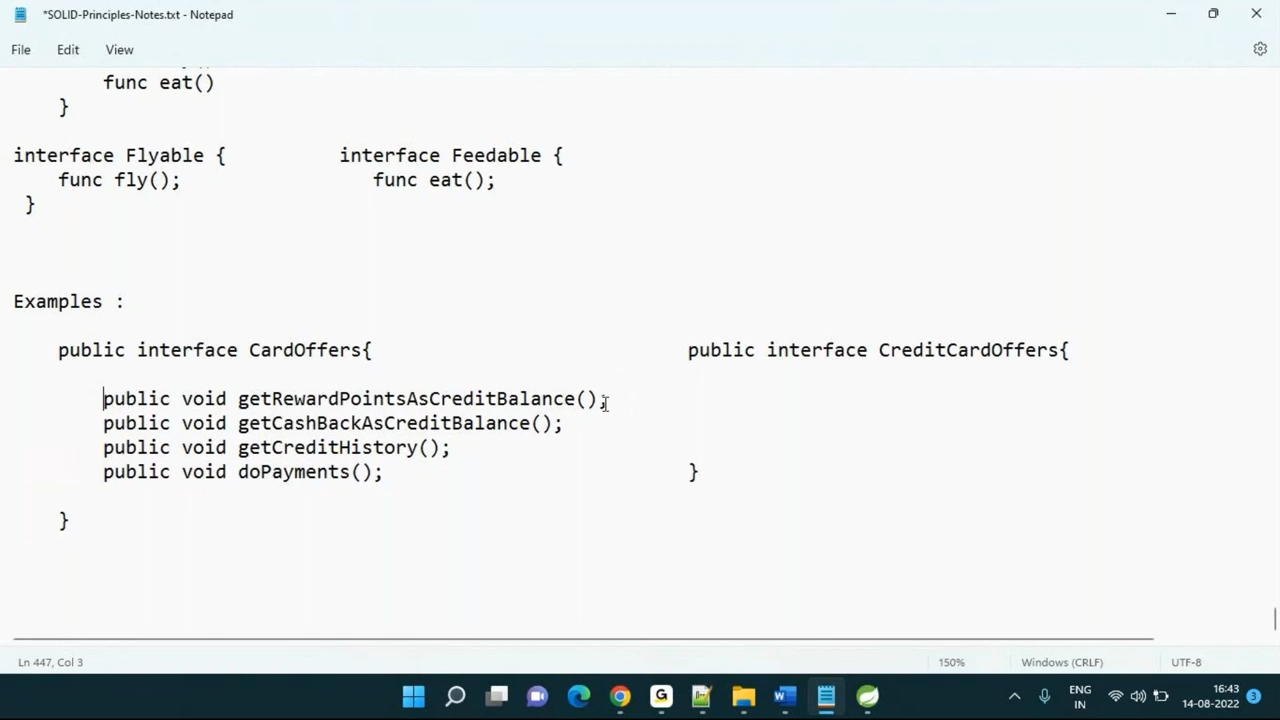 *SOLID-Principles-Notes.txt - Notepad
File Edit View
func eat()
}
interface Flyable { interface Feedable {
func fly(); func eat();
}
Examples :
public interface CardOffers{ public interface CreditCardOffers{
public void getRewardPointsAsCreditBalance();
public void getCashBackAsCreditBalance();
public void getCreditHistory();
public void doPayments(); }
}
Ln 447, Col 3 150% Windows (CRLF) UTF-8
ENG 16:43
IN 14-08-2022 3